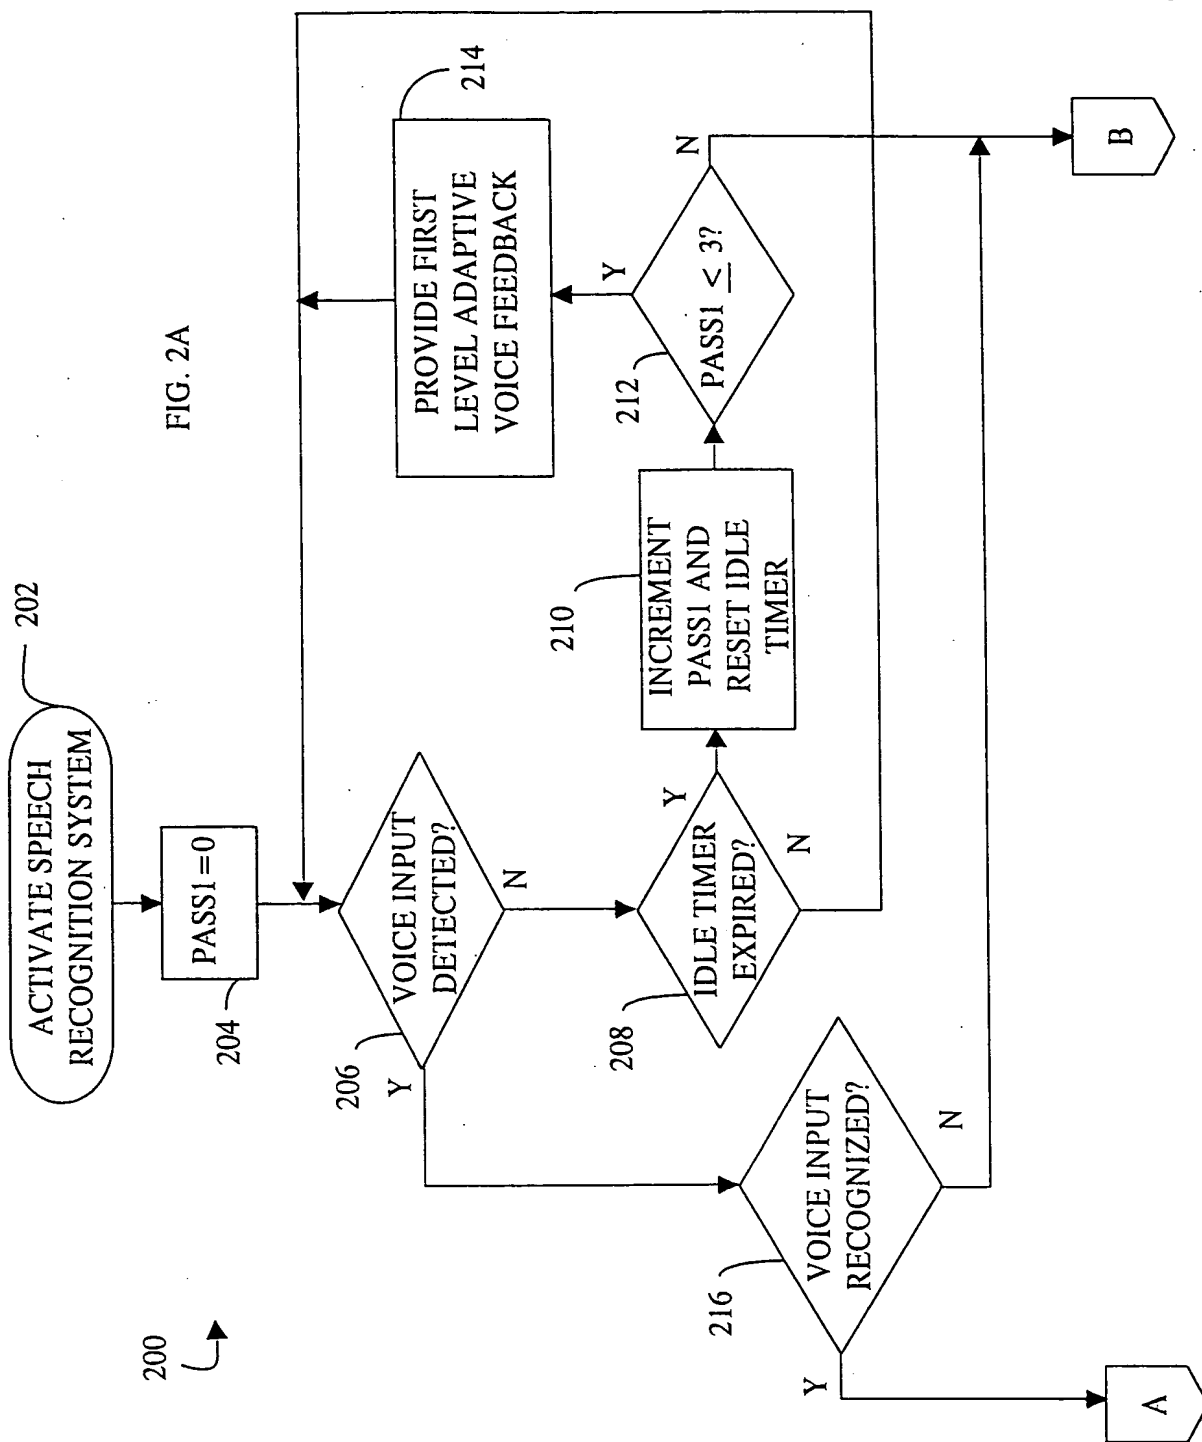 FIG. 2A
200
202
ACTIVATE SPEECH
RECOGNITION SYSTEM
204
PASS1=0
206
VOICE INPUT
DETECTED?
Y
N
208
IDLE TIMER
EXPIRED?
Y
N
210
INCREMENT
PASS1 AND
RESET IDLE
TIMER
212
PASS1 ≤ 3?
Y
N
214
PROVIDE FIRST
LEVEL ADAPTIVE
VOICE FEEDBACK
216
VOICE INPUT
RECOGNIZED?
Y
N
A
B